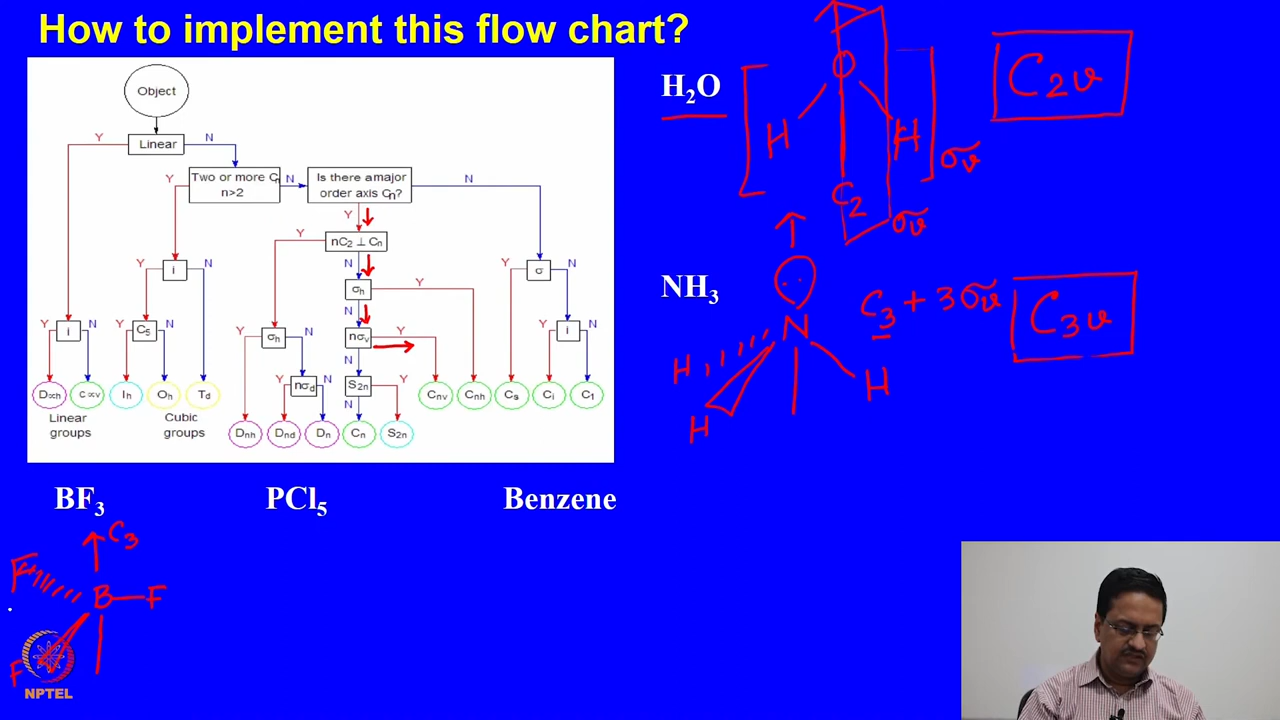 How to implement this flow chart?
Object
Y
N
Linear
Two or more Cn
n>2
Y
N
Is there a major
order axis Cn?
N
Y
nC2 ⊥ Cn
Y
N
i
Y
N
σh
Y
N
σ
Y
N
i
Y
N
C5
Y
N
σh
Y
N
nσv
Y
N
i
Y
N
nσd
Y
N
S2n
Y
N
D∞h
C∞v
Ih
Oh
Td
Cnv
Cnh
Cs
Ci
C1
Linear
groups
Cubic
groups
Dnh
Dnd
Dn
Cn
S2n
H2O
O
H
H
C2
σv
σv
C2v
NH3
N
H
H
H
C3 + 3σv
C3v
BF3
PCl5
Benzene
C3
F
B
F
F
NPTEL